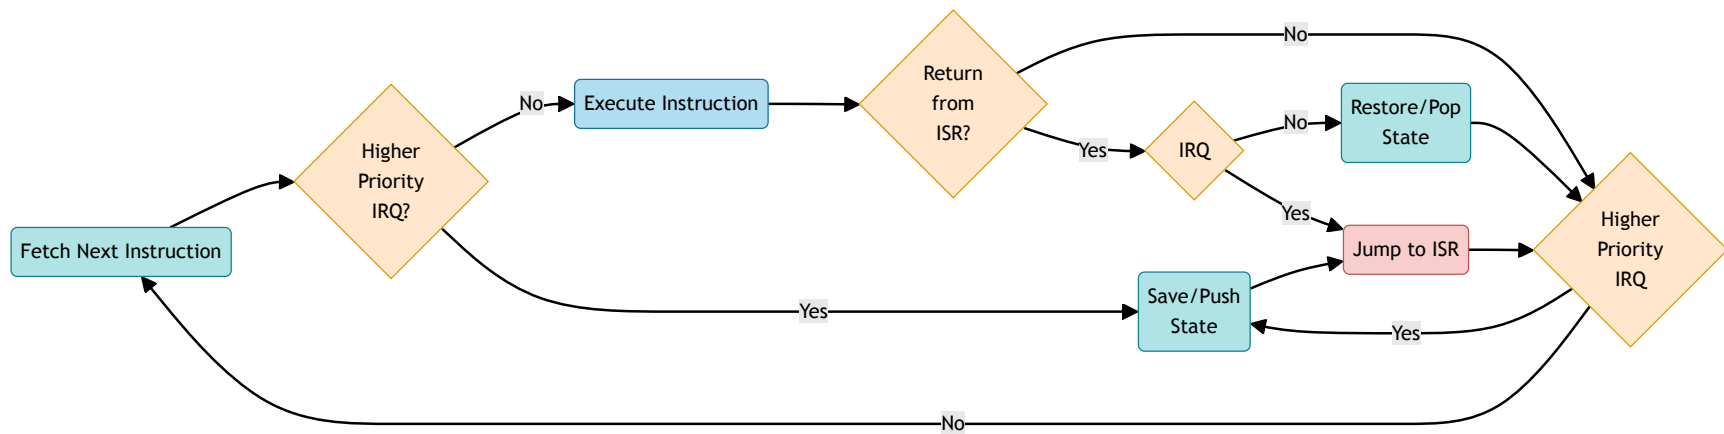 Fetch Next Instruction
Higher
Priority
IRQ?
No
Execute Instruction
Yes
Return
from
ISR?
No
Yes
IRQ
No
Yes
Restore/Pop
State
Jump to ISR
Save/Push
State
Higher
Priority
IRQ
Yes
No